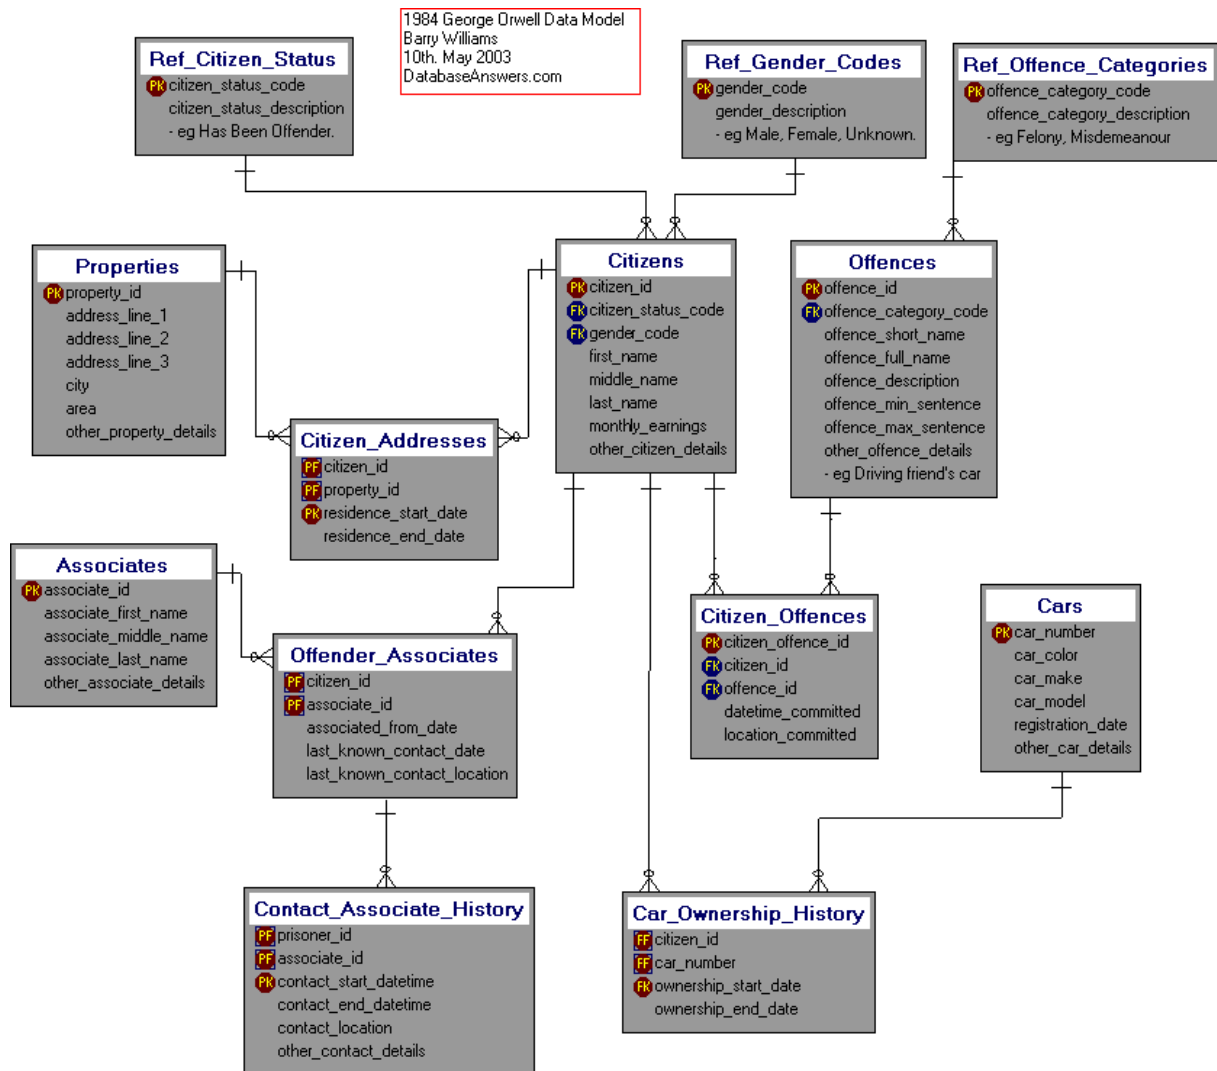 1984 George Orwell Data Model
Barry Williams
10th. May 2003
DatabaseAnswers.com
Ref_Citizen_Status
PK citizen_status_code
citizen_status_description
- eg Has Been Offender.
Ref_Gender_Codes
PK gender_code
gender_description
- eg Male, Female, Unknown.
Ref_Offence_Categories
PK offence_category_code
offence_category_description
- eg Felony, Misdemeanour
Properties
PK property_id
address_line_1
address_line_2
address_line_3
city
area
other_property_details
Citizens
PK citizen_id
FK citizen_status_code
FK gender_code
first_name
middle_name
last_name
monthly_earnings
other_citizen_details
Offences
PK offence_id
FK offence_category_code
offence_short_name
offence_full_name
offence_description
offence_min_sentence
offence_max_sentence
other_offence_details
- eg Driving friend's car
Citizen_Addresses
PF citizen_id
PF property_id
PK residence_start_date
residence_end_date
Associates
PK associate_id
associate_first_name
associate_middle_name
associate_last_name
other_associate_details
Offender_Associates
PF citizen_id
PF associate_id
associated_from_date
last_known_contact_date
last_known_contact_location
Citizen_Offences
PK citizen_offence_id
FK citizen_id
FK offence_id
datetime_committed
location_committed
Cars
PK car_number
car_color
car_make
car_model
registration_date
other_car_details
Contact_Associate_History
PF prisoner_id
PF associate_id
PK contact_start_datetime
contact_end_datetime
contact_location
other_contact_details
Car_Ownership_History
FF citizen_id
FF car_number
FK ownership_start_date
ownership_end_date